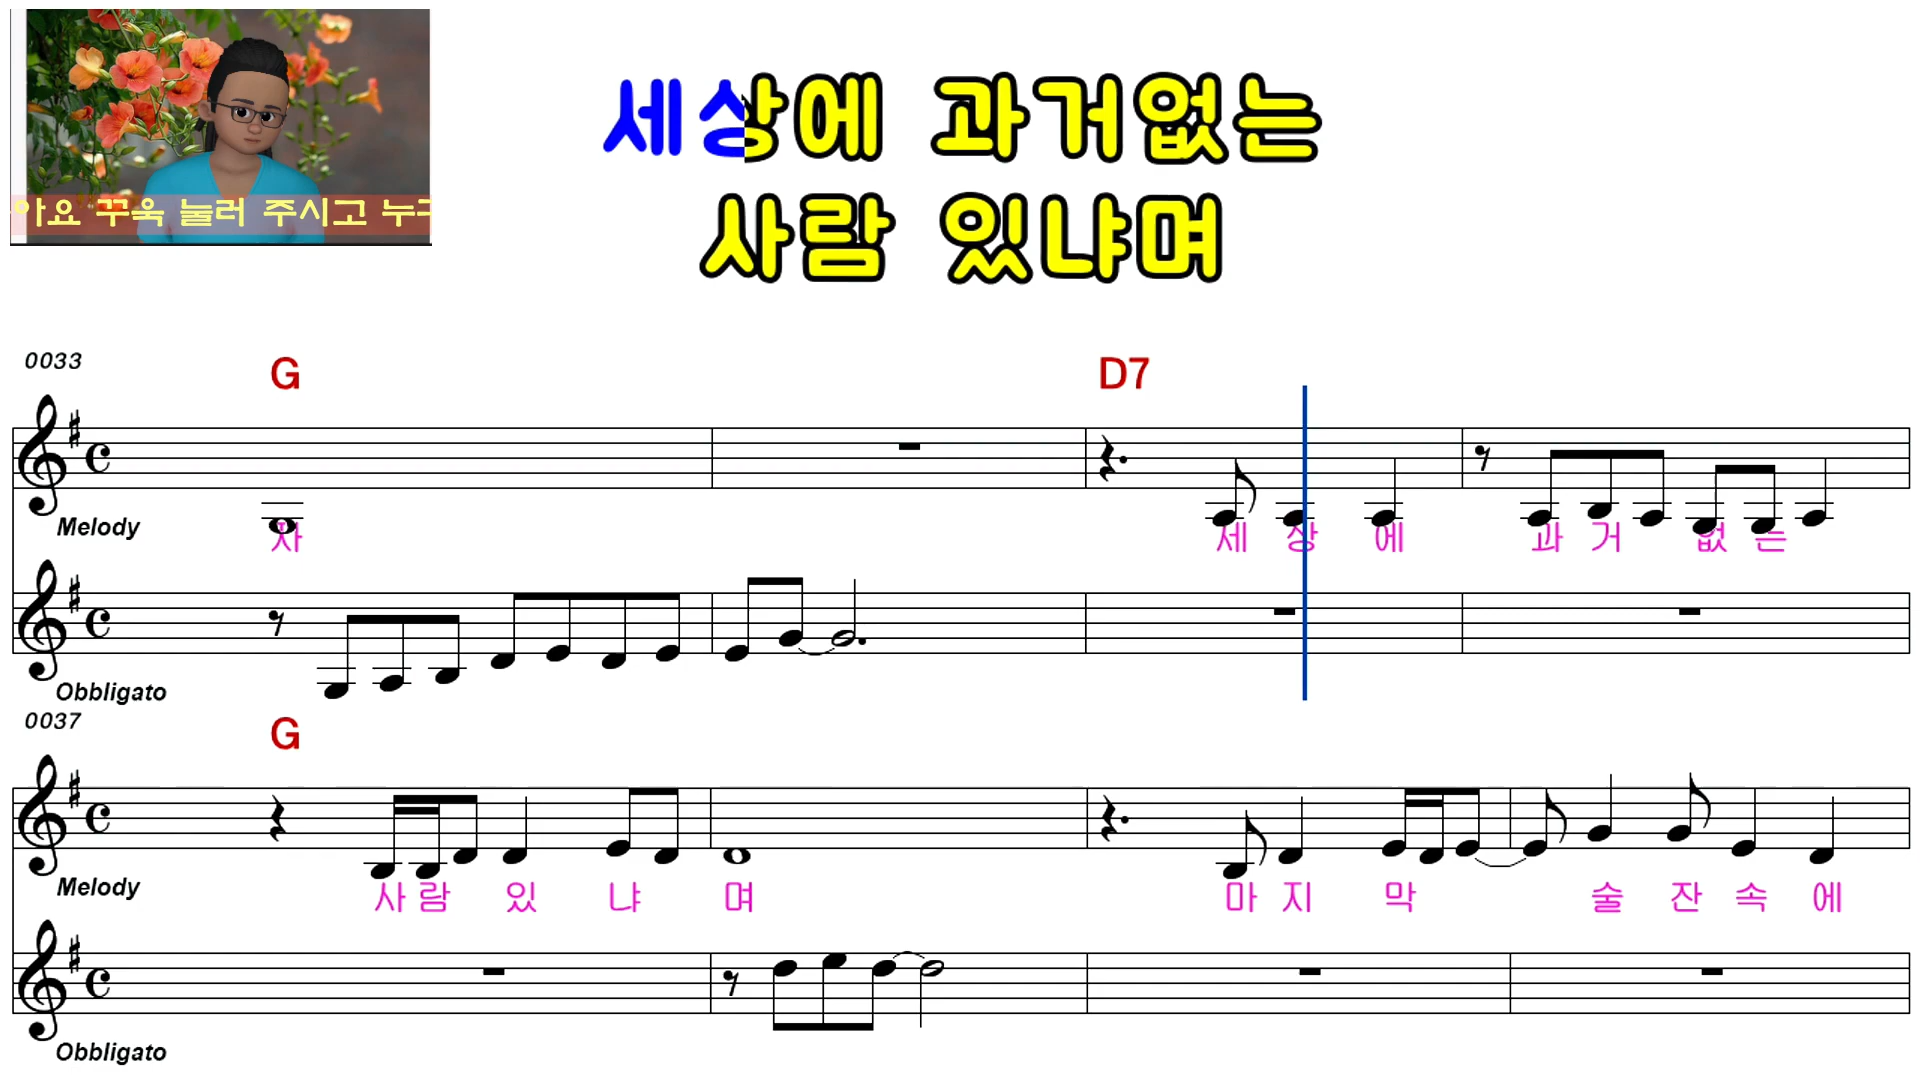 세상에 과거없는
사람 있냐며
아요 꾸욱 눌러 주시고 누구
0033
G D7
Melody
자 세 상 에 과 거 없 는
Obbligato
0037
G
Melody
사 람 있 냐 며 마 지 막 술 잔 속 에
Obbligato